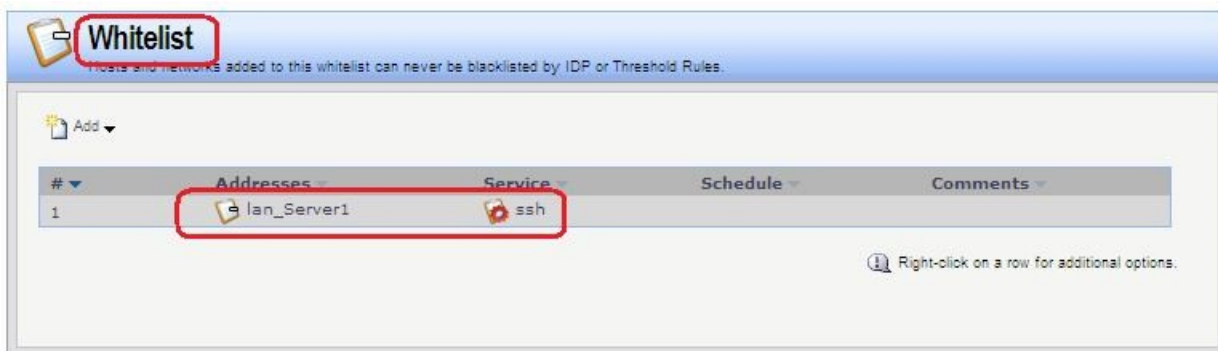 Whitelist
Hosts and networks added to this whitelist can never be blacklisted by IDP or Threshold Rules.
Add
# Addresses Service Schedule Comments
1 lan_Server1 ssh
Right-click on a row for additional options.